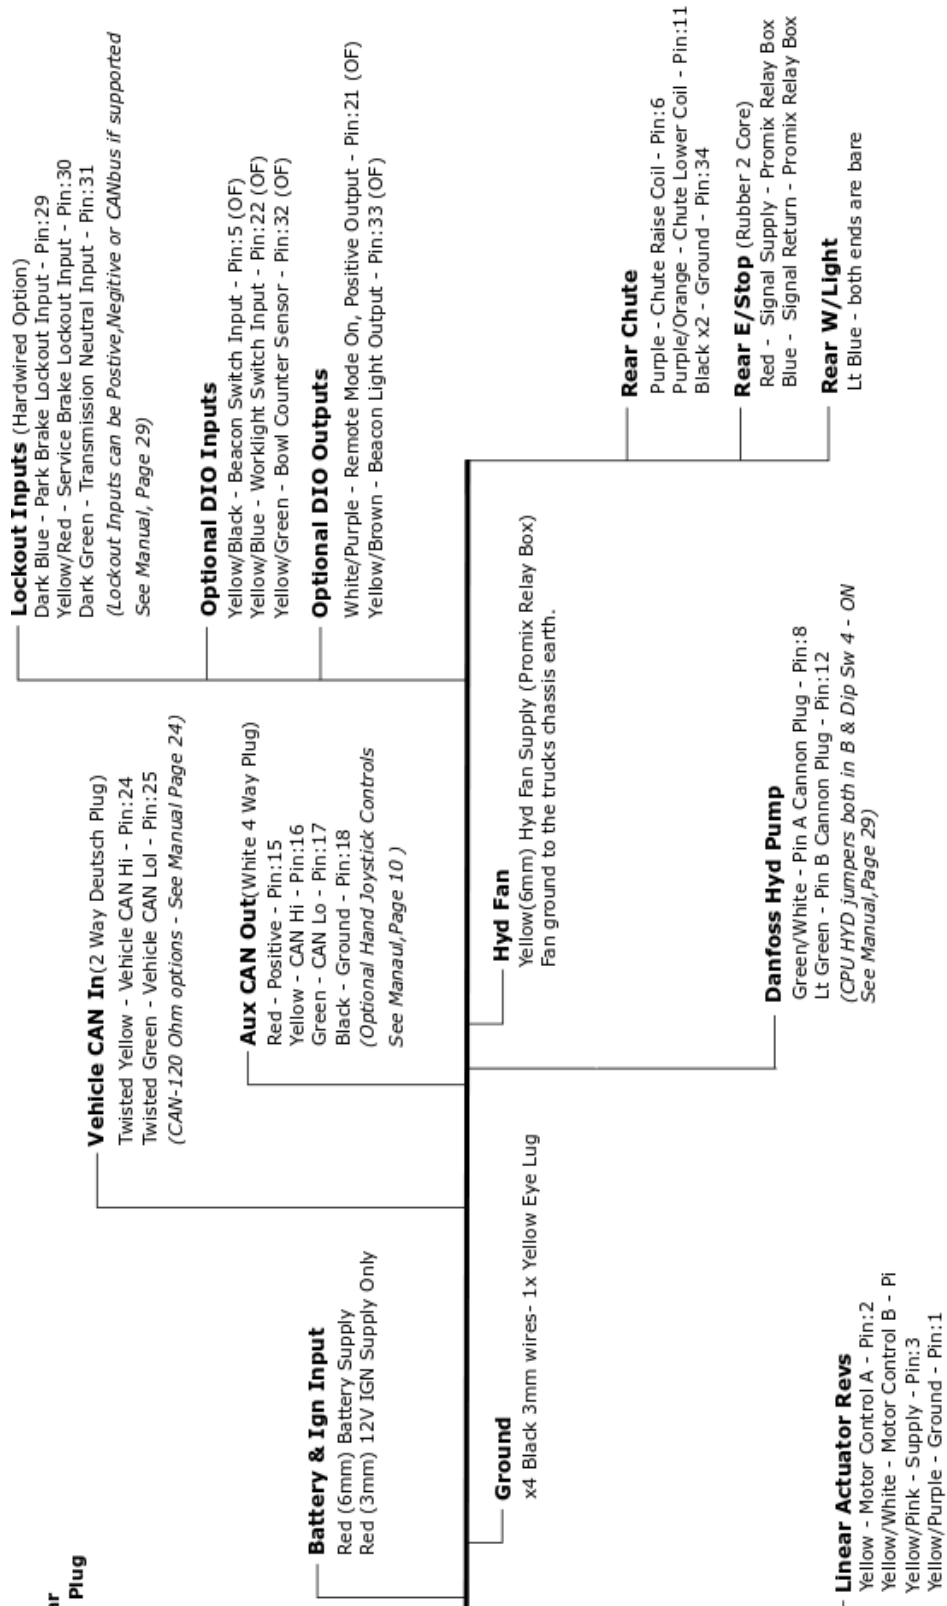 ar
Plug
Battery & Ign Input
Red (6mm) Battery Supply
Red (3mm) 12V IGN Supply Only
Vehicle CAN In(2 Way Deutsch Plug)
Twisted Yellow - Vehicle CAN Hi - Pin:24
Twisted Green - Vehicle CAN Lol - Pin:25
(CAN-120 Ohm options - See Manual Page 24)
Aux CAN Out(White 4 Way Plug)
Red - Positive - Pin:15
Yellow - CAN Hi - Pin:16
Green - CAN Lo - Pin:17
Black - Ground - Pin:18
(Optional Hand Joystick Controls
See Manaul,Page 10 )
Lockout Inputs (Hardwired Option)
Dark Blue - Park Brake Lockout Input - Pin:29
Yellow/Red - Service Brake Lockout Input - Pin:30
Dark Green - Transmission Neutral Input - Pin:31
(Lockout Inputs can be Postive,Negitive or CANbus if supported
See Manual, Page 29)
Optional DIO Inputs
Yellow/Black - Beacon Switch Input - Pin:5 (OF)
Yellow/Blue - Worklight Switch Input - Pin:22 (OF)
Yellow/Green - Bowl Counter Sensor - Pin:32 (OF)
Optional DIO Outputs
White/Purple - Remote Mode On, Positive Output - Pin:21 (OF)
Yellow/Brown - Beacon Light Output - Pin:33 (OF)
Ground
x4 Black 3mm wires- 1x Yellow Eye Lug
Hyd Fan
Yellow(6mm) Hyd Fan Supply (Promix Relay Box)
Fan ground to the trucks chassis earth.
Rear Chute
Purple - Chute Raise Coil - Pin:6
Purple/Orange - Chute Lower Coil - Pin:11
Black x2 - Ground - Pin:34
Rear E/Stop (Rubber 2 Core)
Red - Signal Supply - Promix Relay Box
Blue - Signal Return - Promix Relay Box
Rear W/Light
Lt Blue - both ends are bare
Danfoss Hyd Pump
Green/White - Pin A Cannon Plug - Pin:8
Lt Green - Pin B Cannon Plug - Pin:12
(CPU HYD jumpers both in B & Dip Sw 4 - ON
See Manual,Page 29)
Linear Actuator Revs
Yellow - Motor Control A - Pin:2
Yellow/White - Motor Control B - Pi
Yellow/Pink - Supply - Pin:3
Yellow/Purple - Ground - Pin:1